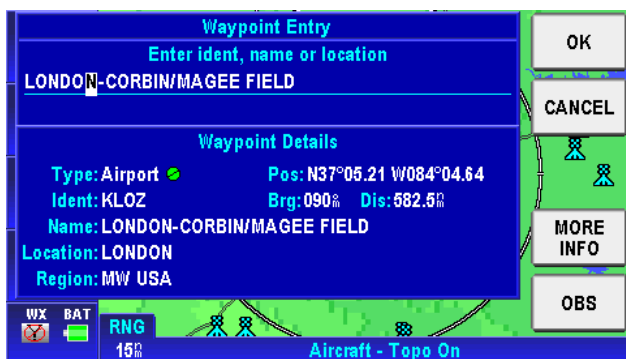 Waypoint Entry
Enter ident, name or location
LONDON-CORBIN/MAGEE FIELD
Waypoint Details
Type: Airport
Pos: N37°05.21 W084°04.64
Ident: KLOZ
Brg: 090° Dis: 582.5
Name: LONDON-CORBIN/MAGEE FIELD
Location: LONDON
Region: MW USA
OK
CANCEL
MORE
INFO
OBS
WX BAT
RNG
15
Aircraft - Topo On